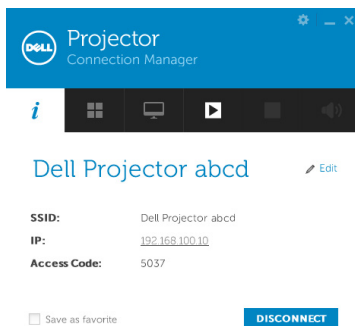 DELL
Projector
Connection Manager
i
Dell Projector abcd
Edit
SSID: Dell Projector abcd
IP: 192.168.100.10
Access Code: 5037
Save as favorite
DISCONNECT